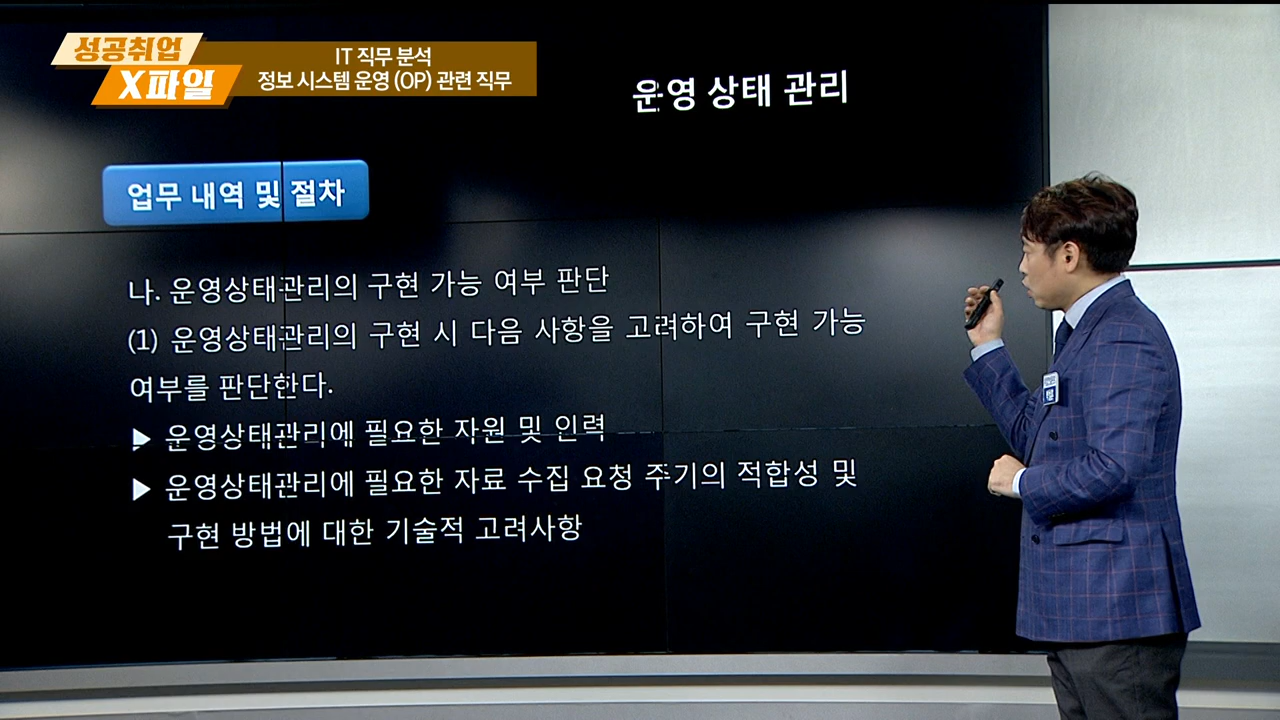 성공취업
X파일
IT 직무 분석
정보 시스템 운영 (OP) 관련 직무
운영 상태 관리
업무 내역 및 절차
나. 운영상태관리의 구현 가능 여부 판단
(1) 운영상태관리의 구현 시 다음 사항을 고려하여 구현 가능
여부를 판단한다.
▶ 운영상태관리에 필요한 자원 및 인력
▶ 운영상태관리에 필요한 자료 수집 요청 주기의 적합성 및
구현 방법에 대한 기술적 고려사항